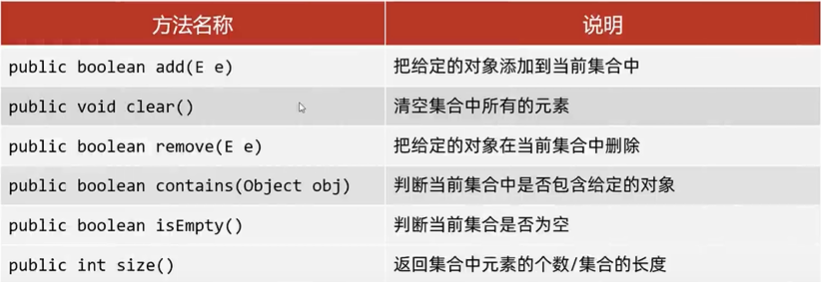 方法名称 说明
public boolean add(E e) 把给定的对象添加到当前集合中
public void clear() 清空集合中所有的元素
public boolean remove(E e) 把给定的对象在当前集合中删除
public boolean contains(Object obj) 判断当前集合中是否包含给定的对象
public boolean isEmpty() 判断当前集合是否为空
public int size() 返回集合中元素的个数/集合的长度